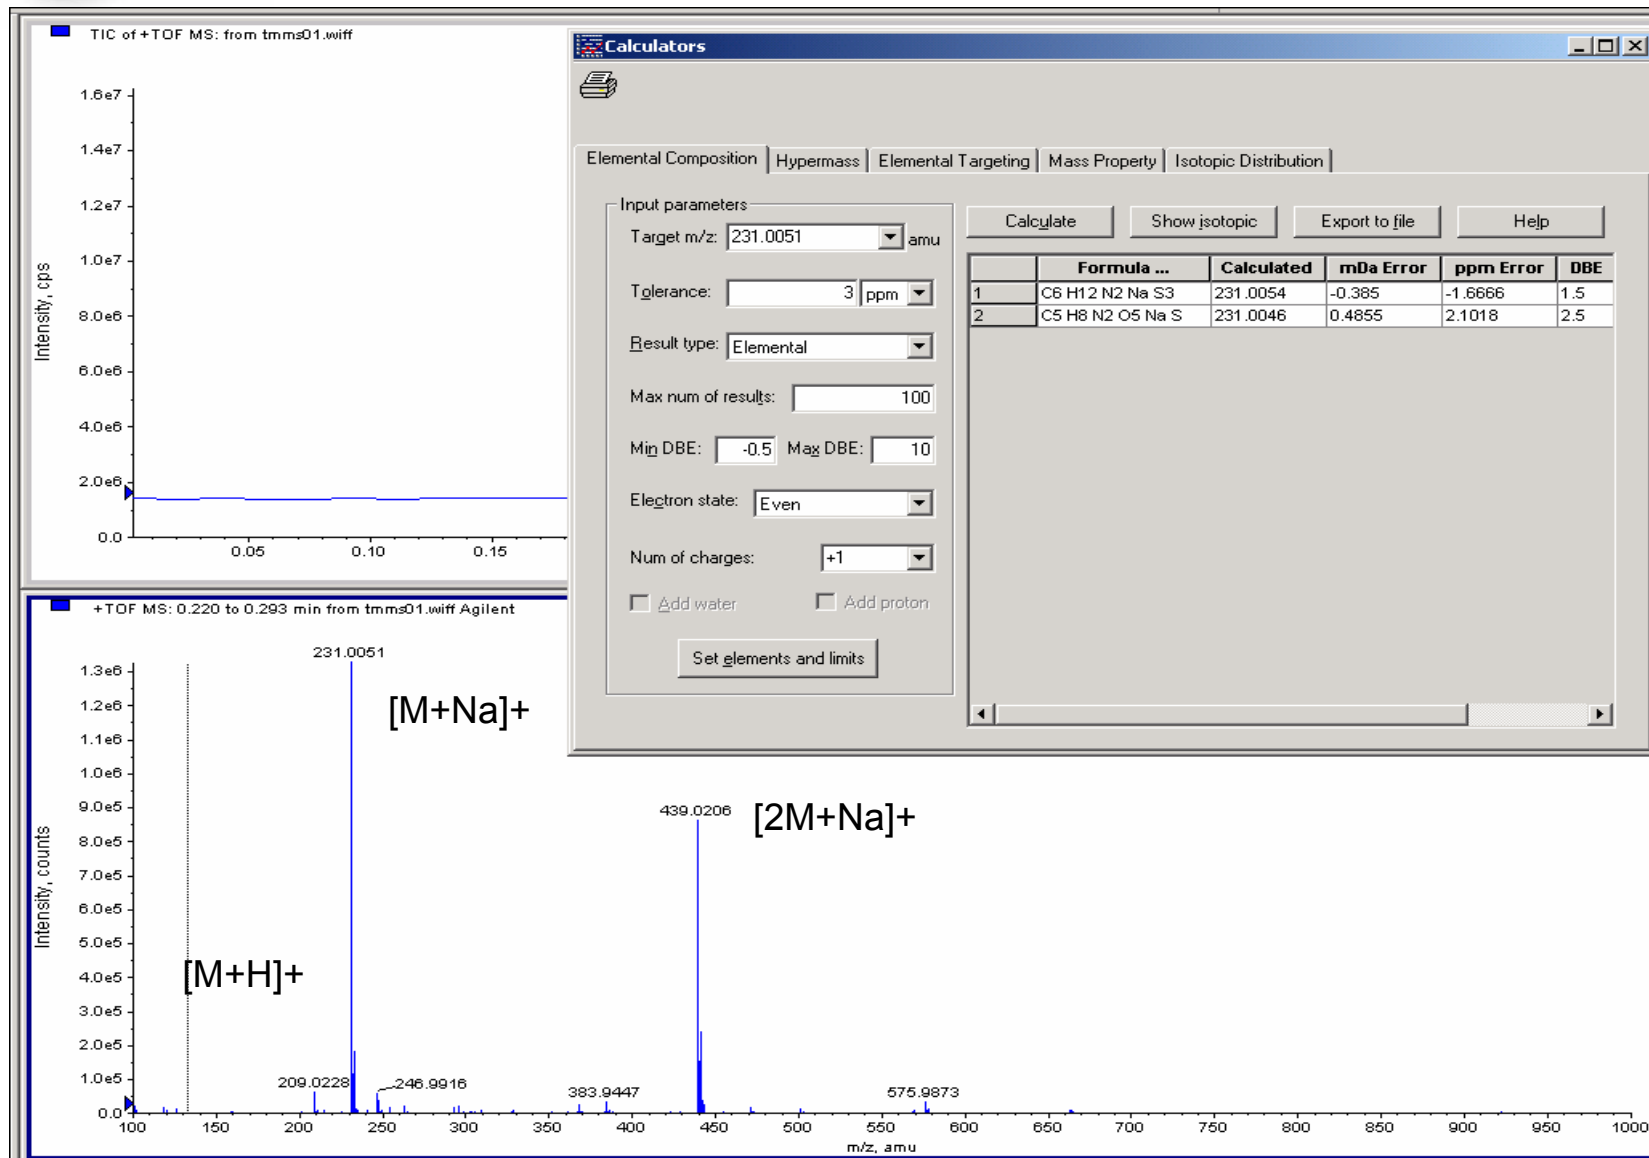 TIC of +TOF MS: from tmms01.wiff
Intensity, cps
1.6e7
1.4e7
1.2e7
1.0e7
8.0e6
6.0e6
4.0e6
2.0e6
0.0
0.05 0.10 0.15
Calculators
Elemental Composition Hypermass Elemental Targeting Mass Property Isotopic Distribution
Input parameters
Target m/z: 231.0051 amu
Tolerance: 3 ppm
Result type: Elemental
Max num of results: 100
Min DBE: -0.5 Max DBE: 10
Electron state: Even
Num of charges: +1
Add water Add proton
Set elements and limits
Calculate Show isotopic Export to file Help
Formula ... Calculated mDa Error ppm Error DBE
1 C6 H12 N2 Na S3 231.0054 -0.385 -1.6666 1.5
2 C5 H8 N2 O5 Na S 231.0046 0.4855 2.1018 2.5
+TOF MS: 0.220 to 0.293 min from tmms01.wiff Agilent
Intensity, counts
1.3e6
1.2e6
1.1e6
1.0e6
9.0e5
8.0e5
7.0e5
6.0e5
5.0e5
4.0e5
3.0e5
2.0e5
1.0e5
0.0
231.0051
[M+Na]+
439.0206
[2M+Na]+
[M+H]+
209.0228
246.9916
383.9447
575.9873
100 150 200 250 300 350 400 450 500 550 600 650 700 750 800 850 900 950 1000
m/z, amu